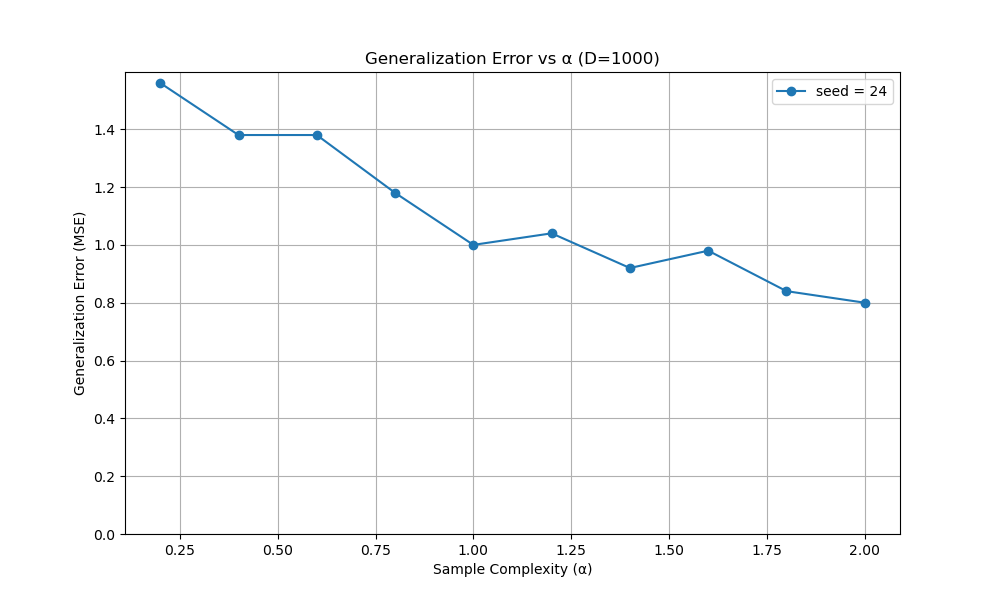 Generalization Error vs α (D=1000)
seed = 24
Generalization Error (MSE)
1.4
1.2
1.0
0.8
0.6
0.4
0.2
0.0
0.25 0.50 0.75 1.00 1.25 1.50 1.75 2.00
Sample Complexity (α)